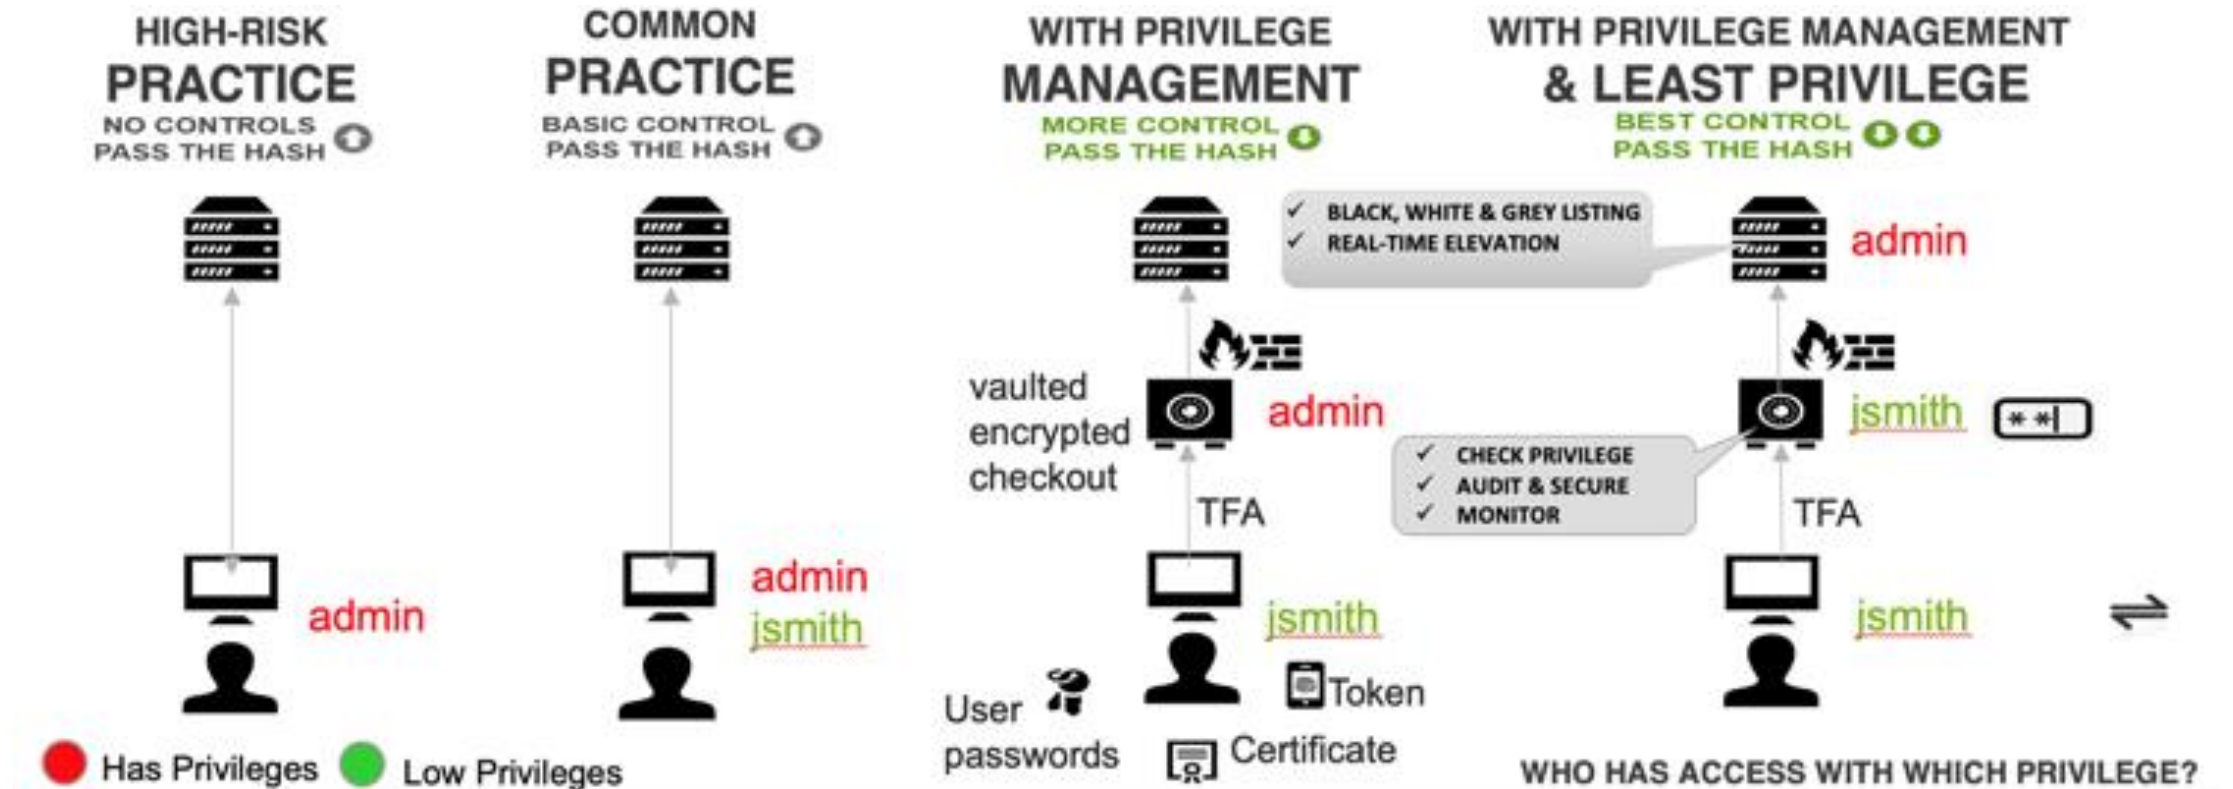 HIGH-RISK
PRACTICE
NO CONTROLS
PASS THE HASH
admin
COMMON
PRACTICE
BASIC CONTROL
PASS THE HASH
admin
jsmith
Has Privileges
Low Privileges
WITH PRIVILEGE
MANAGEMENT
MORE CONTROL
PASS THE HASH
vaulted
encrypted
checkout
admin
TFA
jsmith
User
passwords
Token
Certificate
WITH PRIVILEGE MANAGEMENT
& LEAST PRIVILEGE
BEST CONTROL
PASS THE HASH
✓ BLACK, WHITE & GREY LISTING
✓ REAL-TIME ELEVATION
admin
jsmith
**|
✓ CHECK PRIVILEGE
✓ AUDIT & SECURE
✓ MONITOR
TFA
jsmith
WHO HAS ACCESS WITH WHICH PRIVILEGE?